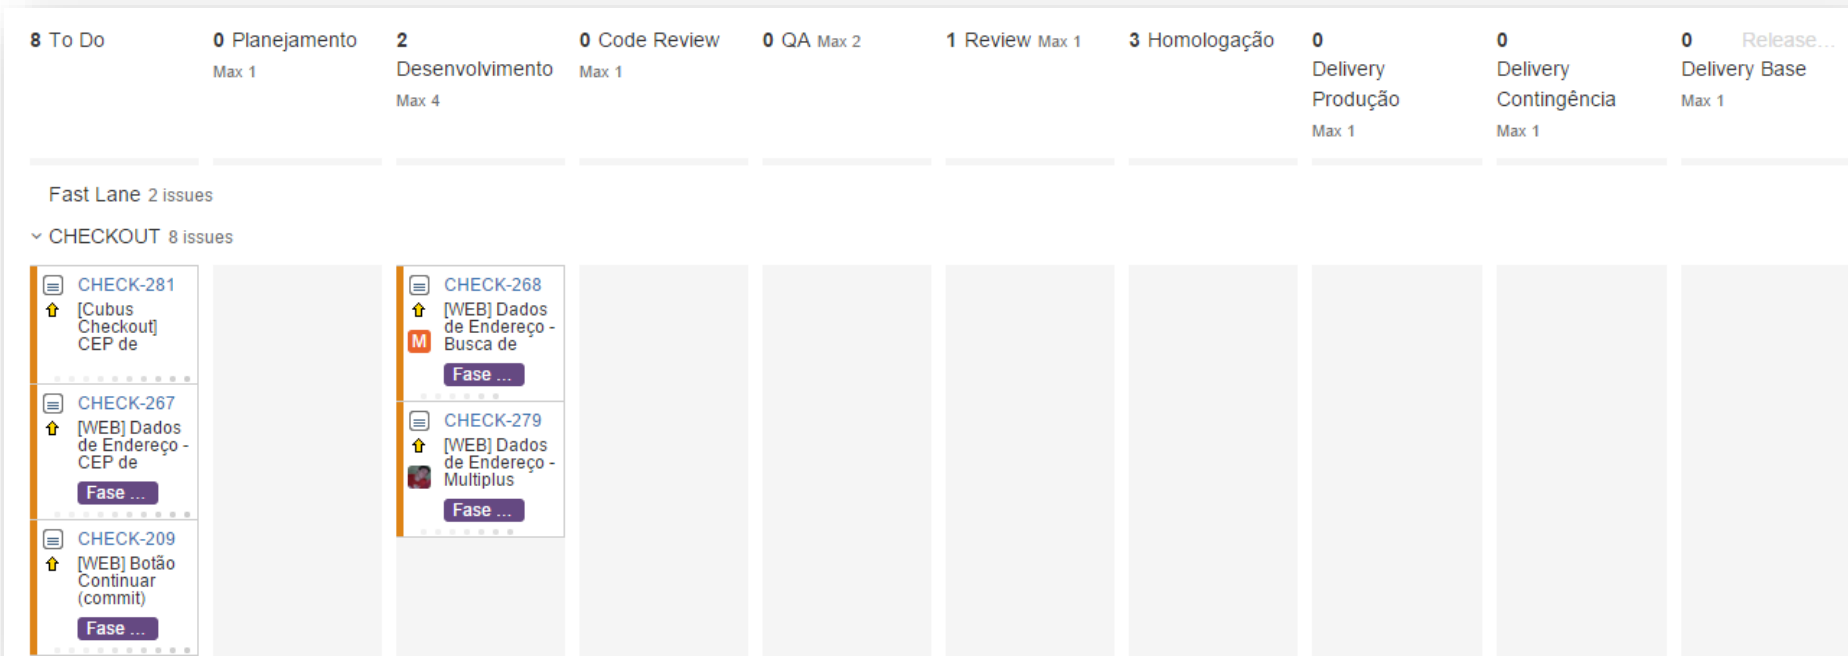 8 To Do
0 Planejamento
Max 1
2
Desenvolvimento
Max 4
0 Code Review
Max 1
0 QA Max 2
1 Review Max 1
3 Homologação
0
Delivery
Produção
Max 1
0
Delivery
Contingência
Max 1
0
Delivery Base
Max 1
Release...
Fast Lane 2 issues
CHECKOUT 8 issues
CHECK-281
[Cubus
Checkout]
CEP de
CHECK-267
[WEB] Dados
de Endereço -
CEP de
Fase ...
CHECK-209
[WEB] Botão
Continuar
(commit)
Fase ...
CHECK-268
[WEB] Dados
de Endereço -
Busca de
M
Fase ...
CHECK-279
[WEB] Dados
de Endereço -
Multiplus
Fase ...